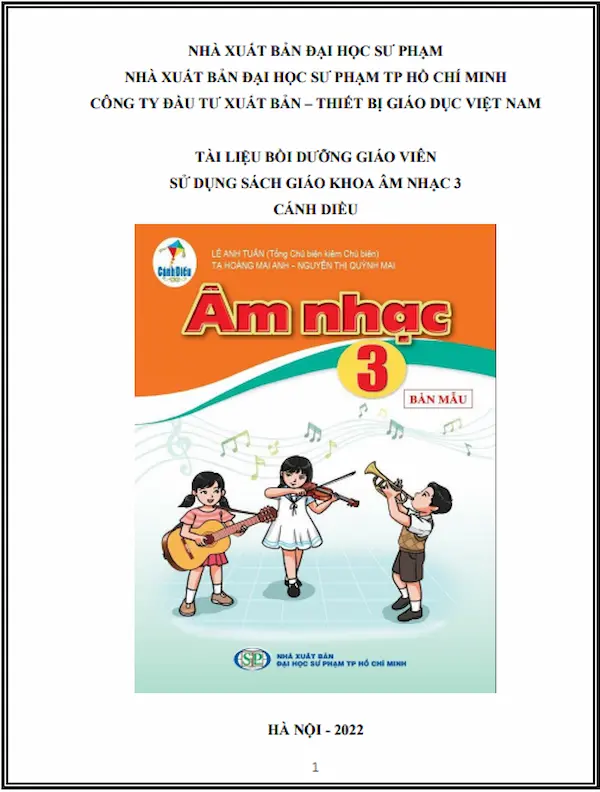 NHÀ XUẤT BẢN ĐẠI HỌC SƯ PHẠM
NHÀ XUẤT BẢN ĐẠI HỌC SƯ PHẠM TP HỒ CHÍ MINH
CÔNG TY ĐẦU TƯ XUẤT BẢN – THIẾT BỊ GIÁO DỤC VIỆT NAM
TÀI LIỆU BỒI DƯỠNG GIÁO VIÊN
SỬ DỤNG SÁCH GIÁO KHOA ÂM NHẠC 3
CÁNH DIỀU
Cánh Diều
LÊ ANH TUẤN (Tổng Chủ biên kiêm Chủ biên)
TẠ HOÀNG MAI ANH – NGUYỄN THỊ QUỲNH MAI
Âm nhạc
3
BẢN MẪU
NHÀ XUẤT BẢN
ĐẠI HỌC SƯ PHẠM TP HỒ CHÍ MINH
HÀ NỘI - 2022
1